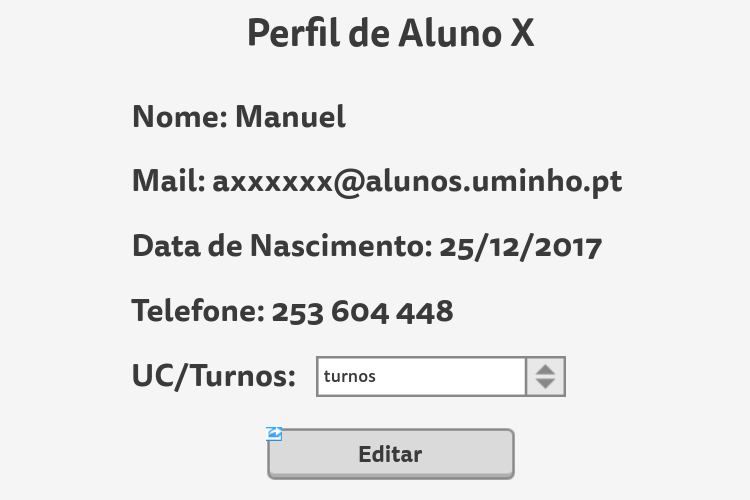 Perfil de Aluno X
Nome: Manuel
Mail: axxxxxx@alunos.uminho.pt
Data de Nascimento: 25/12/2017
Telefone: 253 604 448
UC/Turnos: turnos
Editar